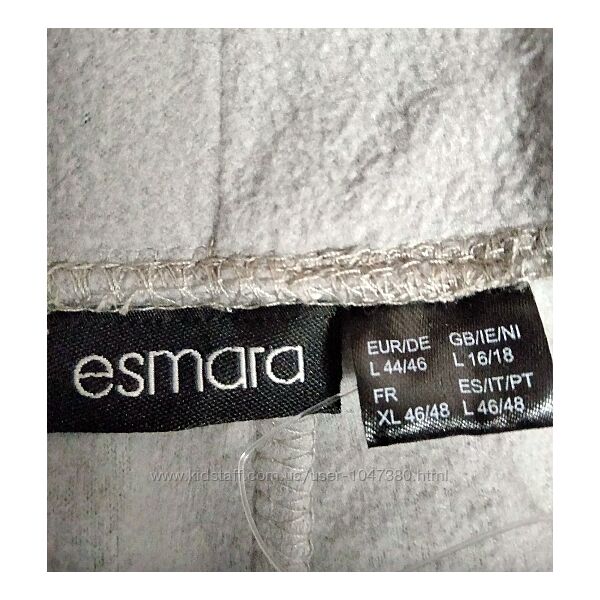 esmara
EUR/DE GB/IE/NI
L 44/46 L 16/18
FR ES/IT/PT
XL 46/48 L 46/48
www.kidstaff.com.ua/user-1047380.html